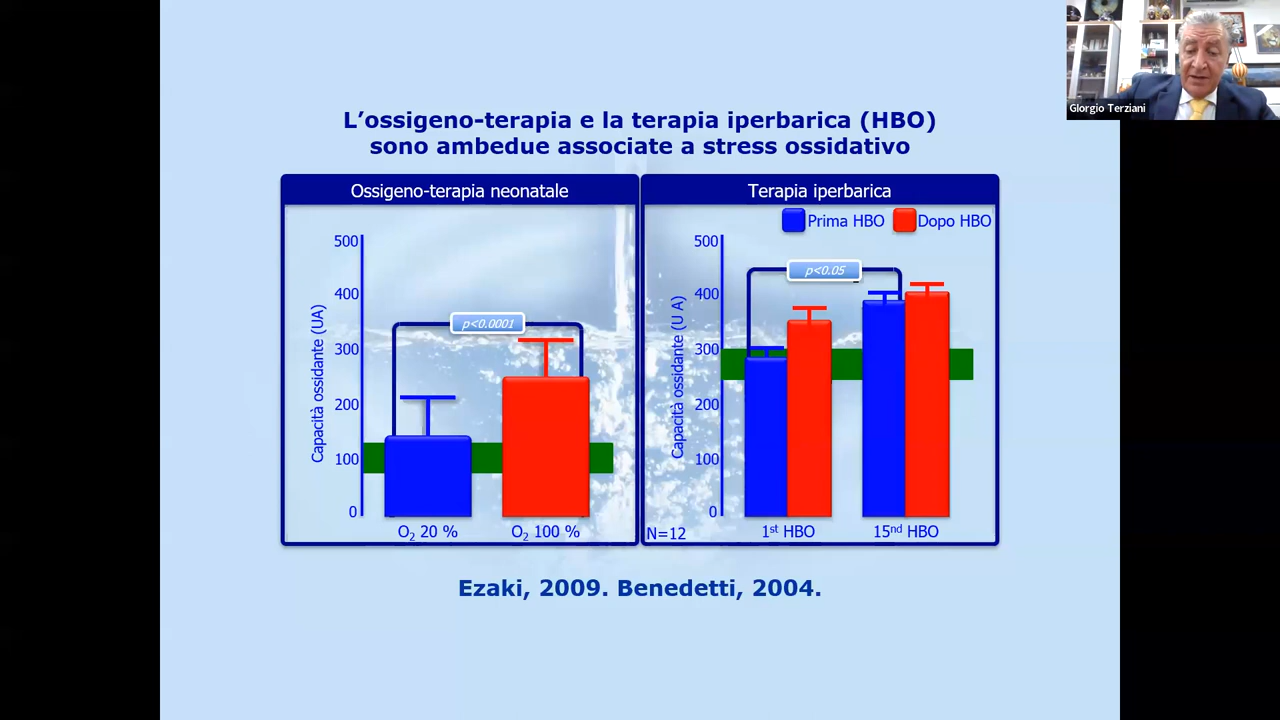 GIorgio Terziani
L’ossigeno-terapia e la terapia iperbarica (HBO)
sono ambedue associate a stress ossidativo
Ossigeno-terapia neonatale
Capacità ossidante (UA)
500
400
300
200
100
0
p<0.0001
O₂ 20 %
O₂ 100 %
Terapia iperbarica
Prima HBO
Dopo HBO
Capacità ossidante (U A)
500
400
300
200
100
0
p<0.05
N=12
1ˢᵗ HBO
15ⁿᵈ HBO
Ezaki, 2009. Benedetti, 2004.